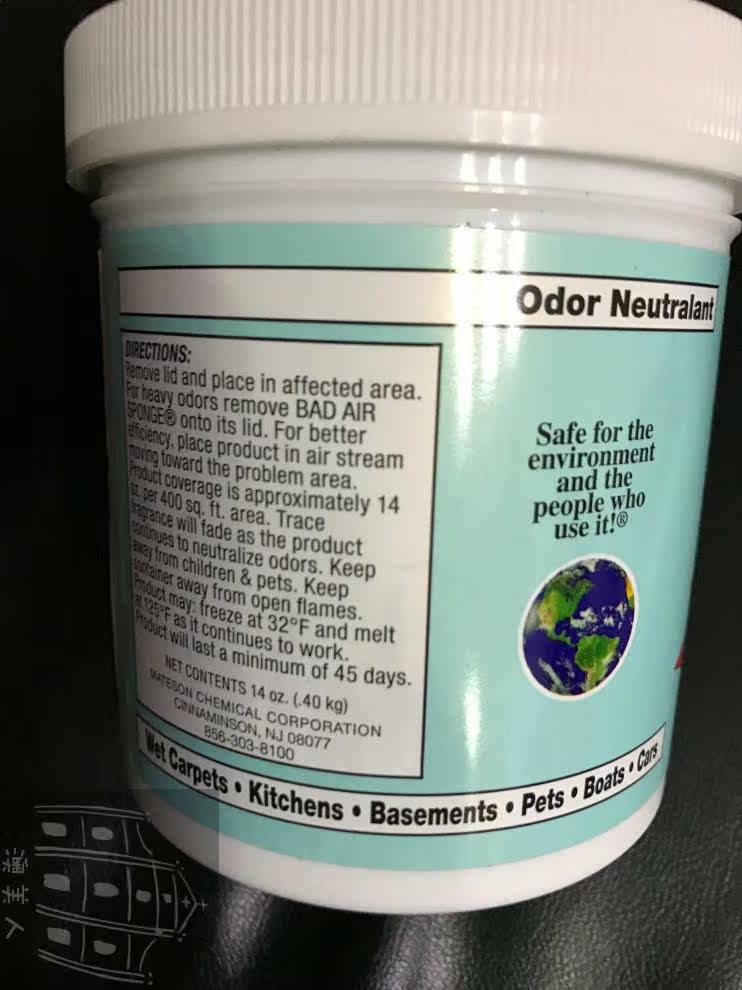 Odor Neutralant
DIRECTIONS:
Remove lid and place in affected area.
For heavy odors remove BAD AIR
SPONGE® onto its lid. For better
efficiency, place product in air stream
moving toward the problem area.
Product coverage is approximately 14
oz. per 400 sq. ft. area. Trace
fragrance will fade as the product
continues to neutralize odors. Keep
away from children & pets. Keep
container away from open flames.
Product may: freeze at 32°F and melt
at 125°F as it continues to work.
Product will last a minimum of 45 days.
NET CONTENTS 14 oz. (.40 kg)
MATESON CHEMICAL CORPORATION
CINNAMINSON, NJ 08077
856-303-8100
Safe for the
environment
and the
people who
use it!®
Wet Carpets • Kitchens • Basements • Pets • Boats • Cars